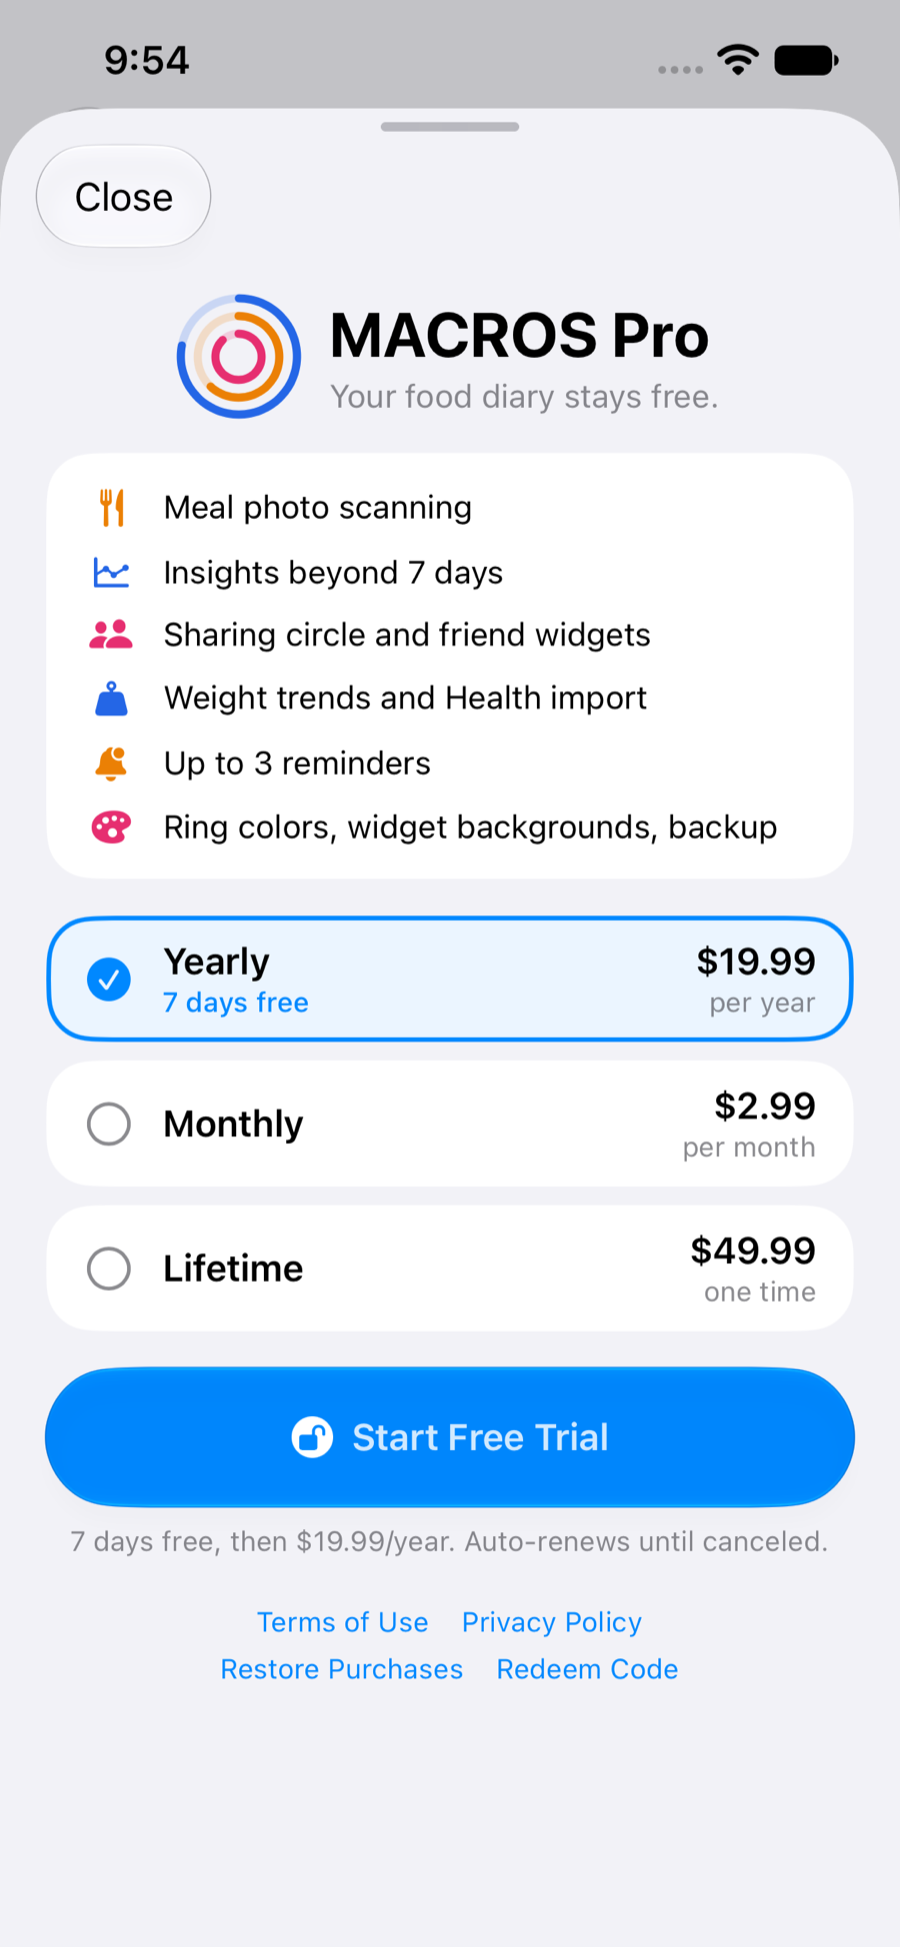 9:54
Close
MACROS Pro
Your food diary stays free.
Meal photo scanning
Insights beyond 7 days
Sharing circle and friend widgets
Weight trends and Health import
Up to 3 reminders
Ring colors, widget backgrounds, backup
Yearly
7 days free
$19.99
per year
Monthly
$2.99
per month
Lifetime
$49.99
one time
Start Free Trial
7 days free, then $19.99/year. Auto-renews until canceled.
Terms of Use Privacy Policy
Restore Purchases Redeem Code